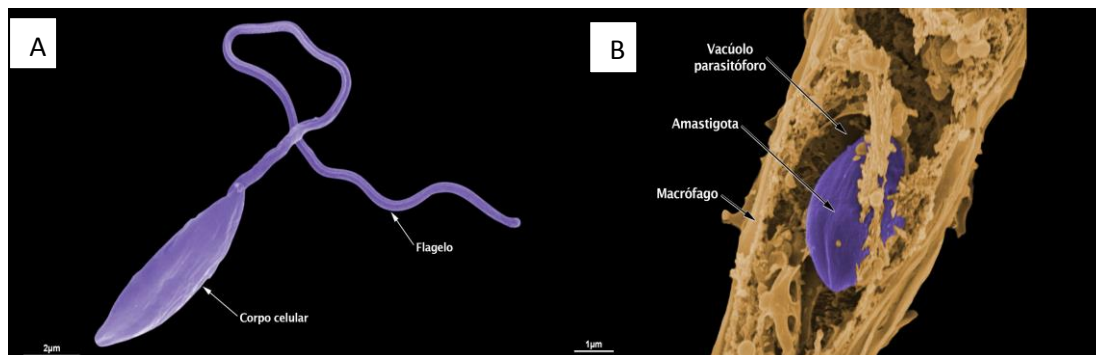 A
Flagelo
Corpo celular
2µm
B
Vacúolo
parasitóforo
Amastigota
Macrófago
1µm